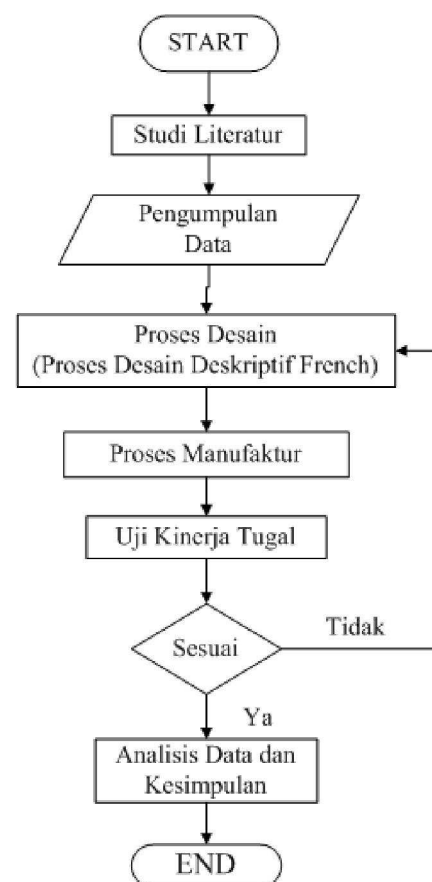 START
Studi Literatur
Pengumpulan
Data
Proses Desain
(Proses Desain Deskriptif French)
Proses Manufaktur
Uji Kinerja Tugal
Sesuai
Tidak
Ya
Analisis Data dan
Kesimpulan
END